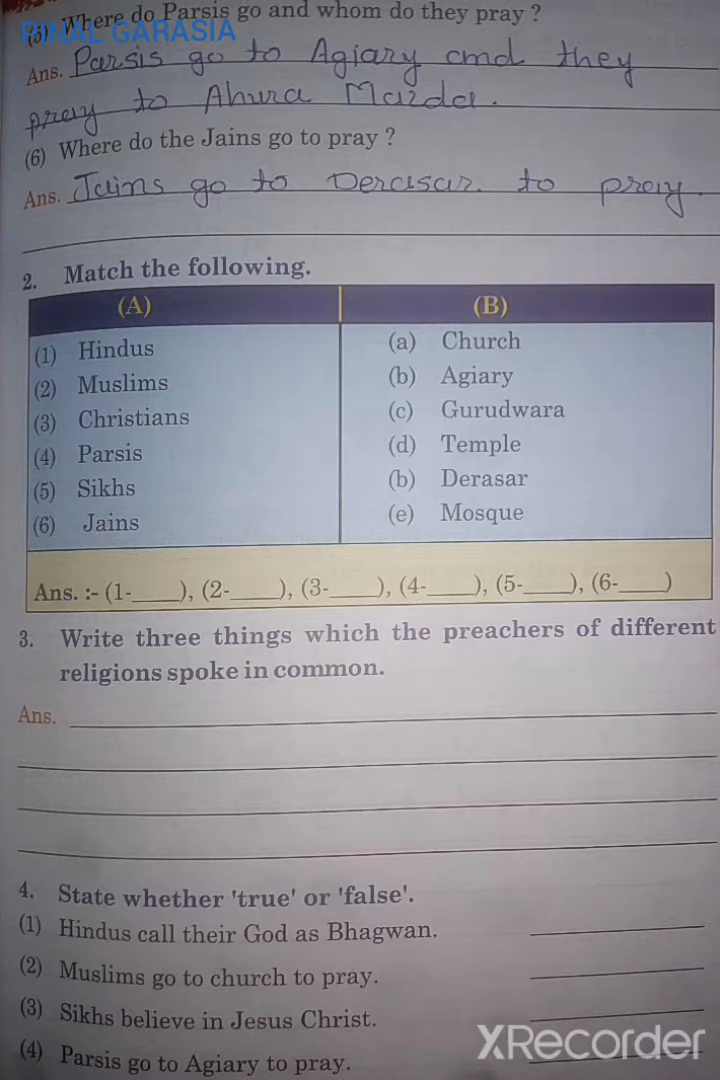 PINAL GARASIA
(5) Where do Parsis go and whom do they pray ?
Ans. Parsis go to Agiary and they
pray to Ahura Mazda.
(6) Where do the Jains go to pray ?
Ans. Jains go to Derasar. to pray.
2. Match the following.
(A) (B)
(1) Hindus (a) Church
(2) Muslims (b) Agiary
(3) Christians (c) Gurudwara
(4) Parsis (d) Temple
(5) Sikhs (b) Derasar
(6) Jains (e) Mosque
Ans. :- (1-____), (2-____), (3-____), (4-____), (5-____), (6-____)
3. Write three things which the preachers of different
religions spoke in common.
Ans.
4. State whether 'true' or 'false'.
(1) Hindus call their God as Bhagwan.
(2) Muslims go to church to pray.
(3) Sikhs believe in Jesus Christ.
(4) Parsis go to Agiary to pray.
XRecorder